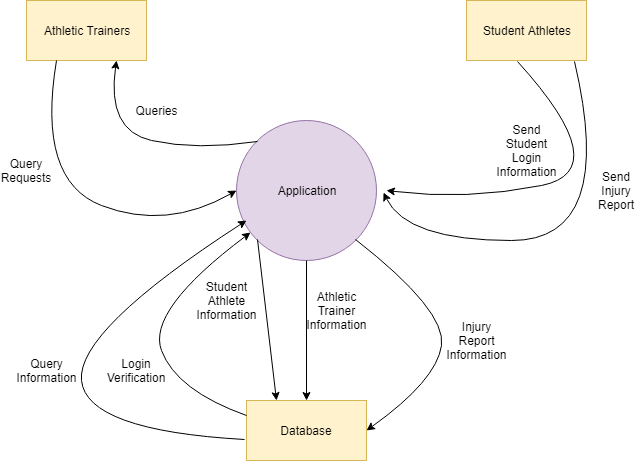 Athletic Trainers
Student Athletes
Queries
Send
Student
Login
Information
Query
Requests
Send
Injury
Report
Application
Student
Athlete
Information
Athletic
Trainer
Information
Injury
Report
Information
Query
Information
Login
Verification
Database